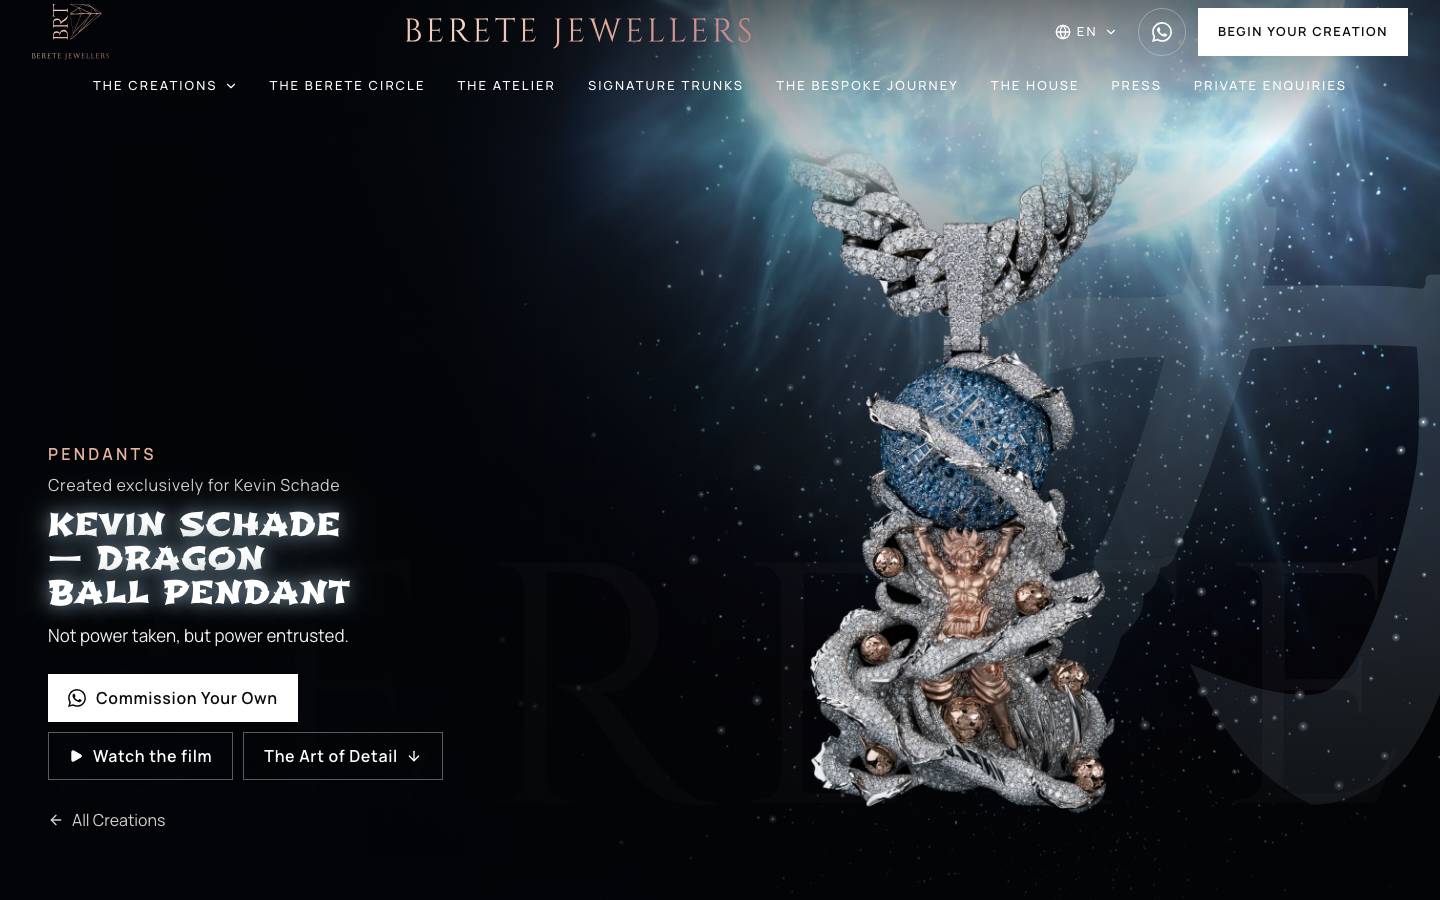 BRT
BERETE JEWELLERS
BERETE JEWELLERS
EN
BEGIN YOUR CREATION
THE CREATIONS
THE BERETE CIRCLE
THE ATELIER
SIGNATURE TRUNKS
THE BESPOKE JOURNEY
THE HOUSE
PRESS
PRIVATE ENQUIRIES
PENDANTS
Created exclusively for Kevin Schade
KEVIN SCHADE
— DRAGON
BALL PENDANT
Not power taken, but power entrusted.
Commission Your Own
Watch the film
The Art of Detail ↓
← All Creations